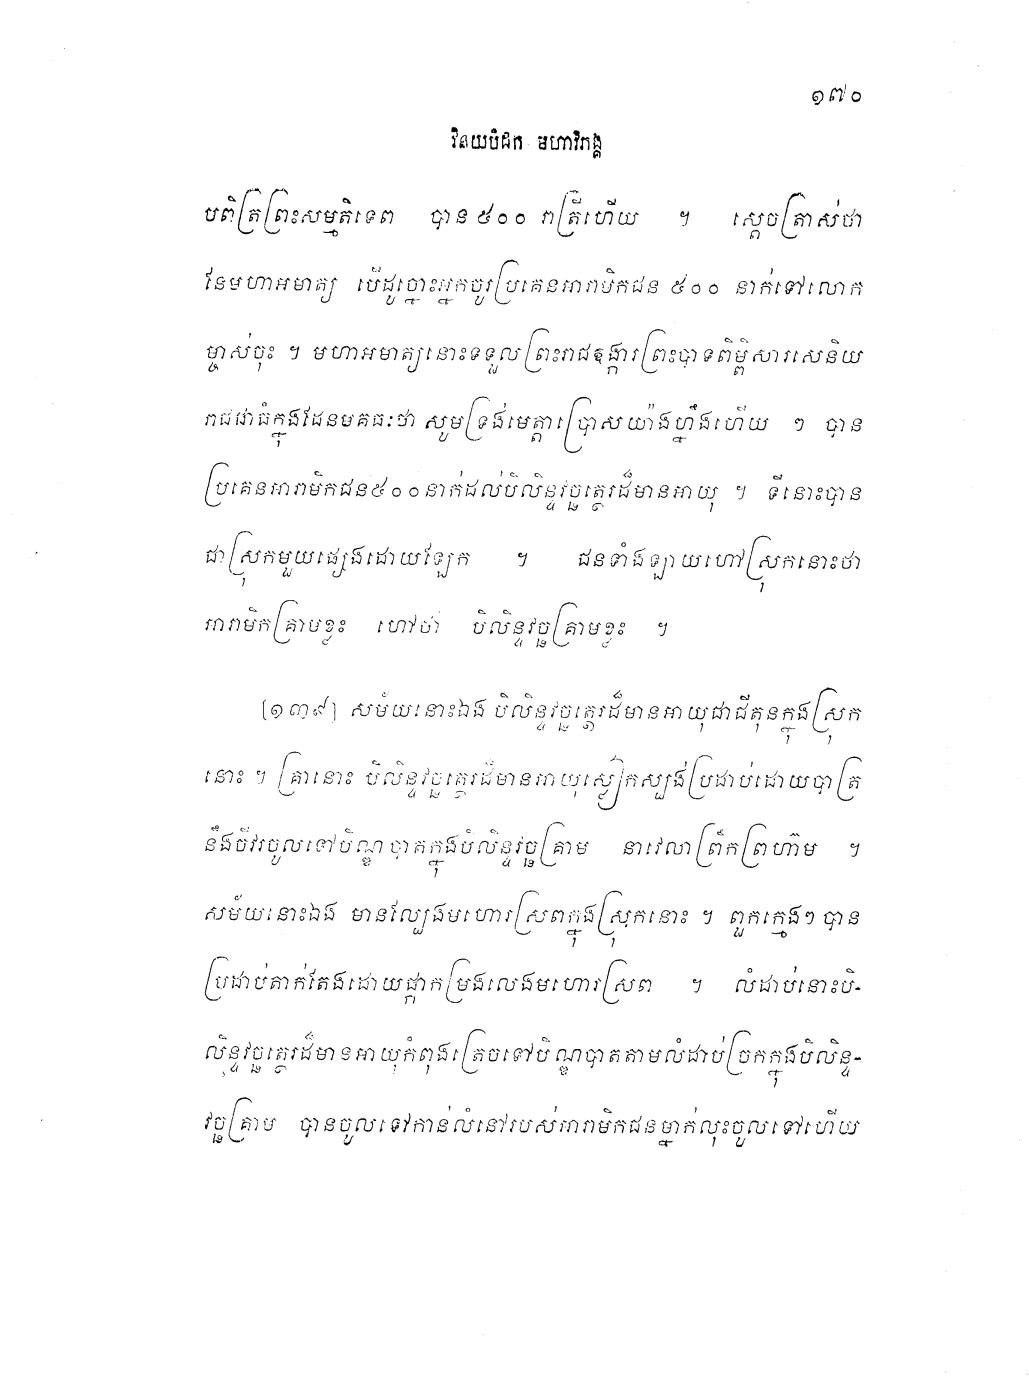 ១៧០
វិនយបិដក មហាវិភង្គ
បពិត្រព្រះសម្មតិទេព បាន ៥០០ រាត្រីហើយ ។ ស្តេចត្រាស់ថា
នែមហាអមាត្យ បើដូច្នោះអ្នកចូរប្រគេនអារាមិកជន ៥០០ នាក់ទៅលោក
ម្ចាស់ចុះ ។ មហាអមាត្យនោះទទួលព្រះរាជឱង្ការព្រះបាទពិម្ពិសារសេនិយ
រាជជាធំក្នុងដែនមគធៈថា សូមទ្រង់មេត្តាប្រោសយ៉ាងហ្នឹងហើយ ៗ បាន
ប្រគេនអារាមិកជន៥០០នាក់ដល់បិលិន្ទវច្ឆត្ថេរដ៏មានអាយុ ។ ទីនោះបាន
ជាស្រុកមួយផ្សេងដោយឡែក ។ ជនទាំងឡាយហៅស្រុកនោះថា
អារាមិកគ្រាមខ្លះ ហៅថា បិលិន្ទវច្ឆគ្រាមខ្លះ ។
[១៣៩] សម័យនោះឯង បិលិន្ទវច្ឆត្ថេរដ៏មានអាយុជាជីតុនក្នុងស្រុក
នោះ ។ គ្រានោះ បិលិន្ទវច្ឆត្ថេរដ៏មានអាយុស្លៀកស្បង់ប្រដាប់ដោយបាត្រ
នឹងចីវរចូលទៅបិណ្ឌបាតក្នុងបិលិន្ទវច្ឆគ្រាម នាវេលាព្រឹកព្រហាម ។
សម័យនោះឯង មានល្បែងមហោរស្រពក្នុងស្រុកនោះ ។ ពួកក្មេងៗ បាន
ប្រដាប់តាក់តែងដោយផ្កាកម្រងលេងមហោរស្រព ។ លំដាប់នោះបិ-
លិន្ទវច្ឆត្ថេរដ៏មានអាយុកំពុងត្រេចទៅបិណ្ឌបាតតាមលំដាប់ច្រកក្នុងបិលិន្ទ-
វច្ឆគ្រាម បានចូលទៅកាន់លំនៅរបស់អារាមិកជនម្នាក់លុះចូលទៅហើយ